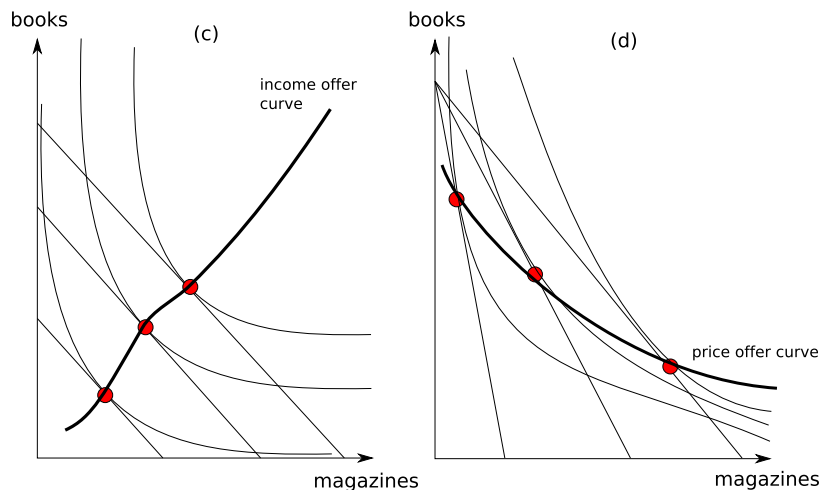 books
(c)
income offer
curve
magazines
books
(d)
price offer curve
magazines